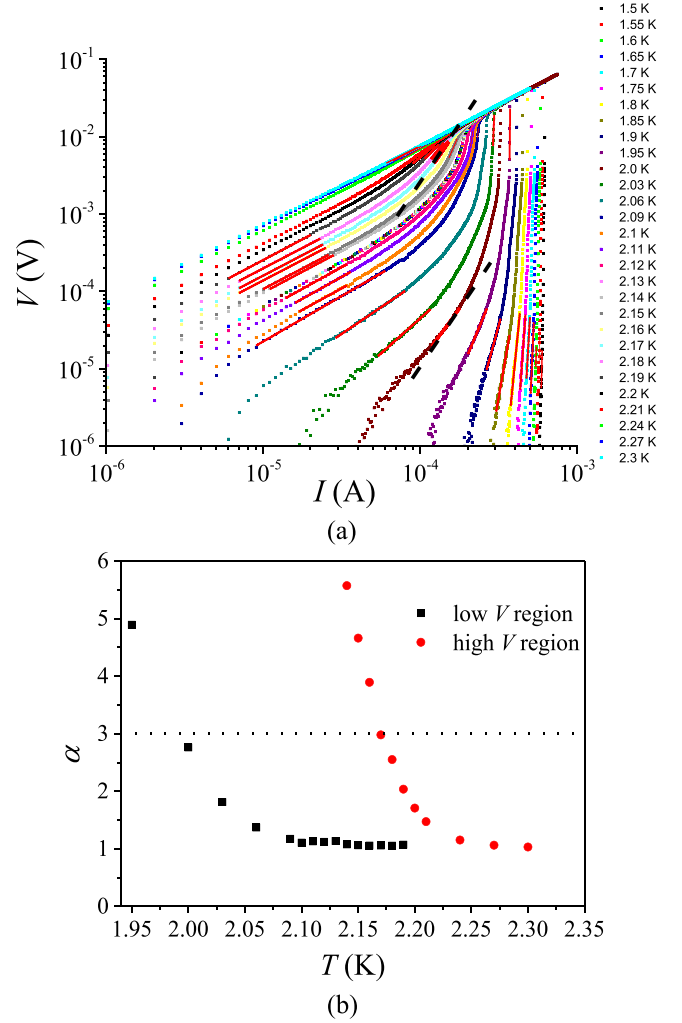 1.5 K
1.55 K
1.6 K
1.65 K
1.7 K
1.75 K
1.8 K
1.85 K
1.9 K
1.95 K
2.0 K
2.03 K
2.06 K
2.09 K
2.1 K
2.11 K
2.12 K
2.13 K
2.14 K
2.15 K
2.16 K
2.17 K
2.18 K
2.19 K
2.2 K
2.21 K
2.24 K
2.27 K
2.3 K
10⁻¹
10⁻²
10⁻³
10⁻⁴
10⁻⁵
10⁻⁶
V (V)
10⁻⁶ 10⁻⁵ 10⁻⁴ 10⁻³
I (A)
(a)
6
5
4
3
2
1
0
α
low V region
high V region
1.95 2.00 2.05 2.10 2.15 2.20 2.25 2.30 2.35
T (K)
(b)